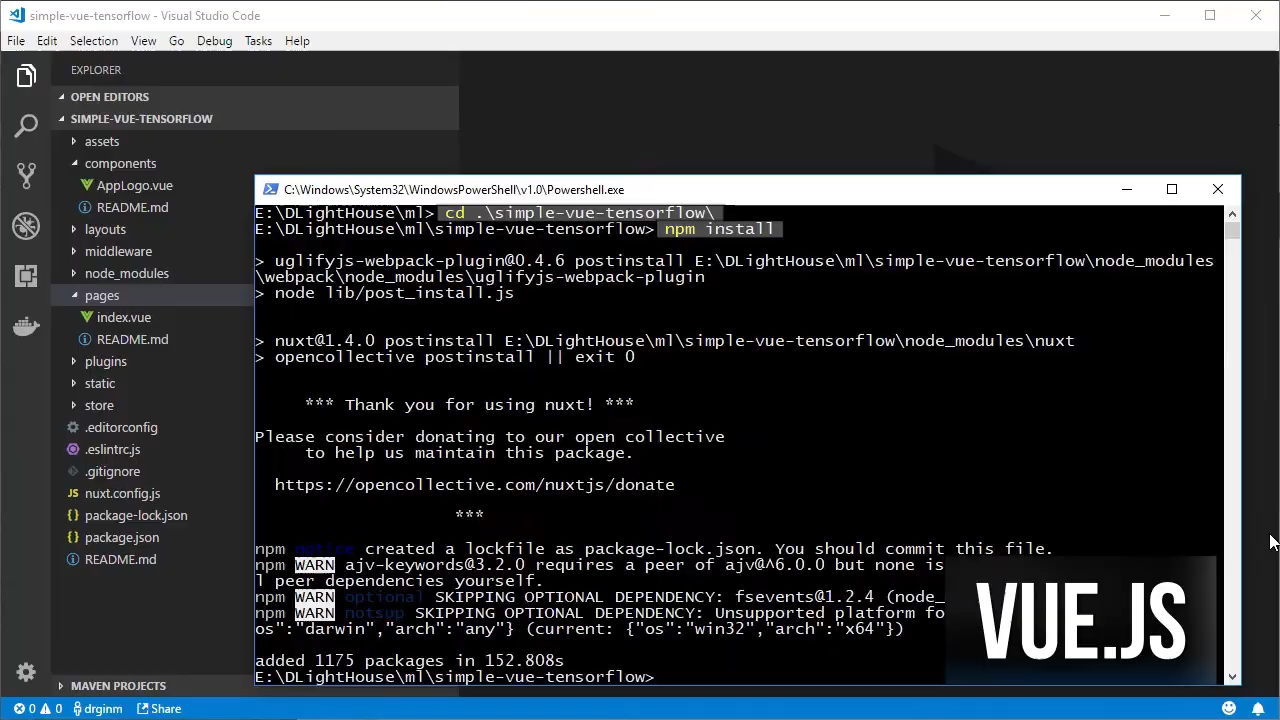 simple-vue-tensorflow - Visual Studio Code
File Edit Selection View Go Debug Tasks Help
EXPLORER
OPEN EDITORS
SIMPLE-VUE-TENSORFLOW
assets
components
AppLogo.vue
README.md
layouts
middleware
node_modules
pages
index.vue
README.md
plugins
static
store
.editorconfig
.eslintrc.js
.gitignore
JS nuxt.config.js
{} package-lock.json
{} package.json
README.md
MAVEN PROJECTS
C:\Windows\System32\WindowsPowerShell\v1.0\Powershell.exe
E:\DLightHouse\ml> cd .\simple-vue-tensorflow\
E:\DLightHouse\ml\simple-vue-tensorflow> npm install
> uglifyjs-webpack-plugin@0.4.6 postinstall E:\DLightHouse\ml\simple-vue-tensorflow\node_modules
\webpack\node_modules\uglifyjs-webpack-plugin
> node lib/post_install.js
> nuxt@1.4.0 postinstall E:\DLightHouse\ml\simple-vue-tensorflow\node_modules\nuxt
> opencollective postinstall || exit 0
*** Thank you for using nuxt! ***
Please consider donating to our open collective
to help us maintain this package.
https://opencollective.com/nuxtjs/donate
***
npm notice created a lockfile as package-lock.json. You should commit this file.
npm WARN ajv-keywords@3.2.0 requires a peer of ajv@^6.0.0 but none is
l peer dependencies yourself.
npm WARN optional SKIPPING OPTIONAL DEPENDENCY: fsevents@1.2.4 (node_
npm WARN notsup SKIPPING OPTIONAL DEPENDENCY: Unsupported platform fo
os":"darwin","arch":"any"} (current: {"os":"win32","arch":"x64"})
added 1175 packages in 152.808s
E:\DLightHouse\ml\simple-vue-tensorflow>
VUE.JS
0 0 drginm Share